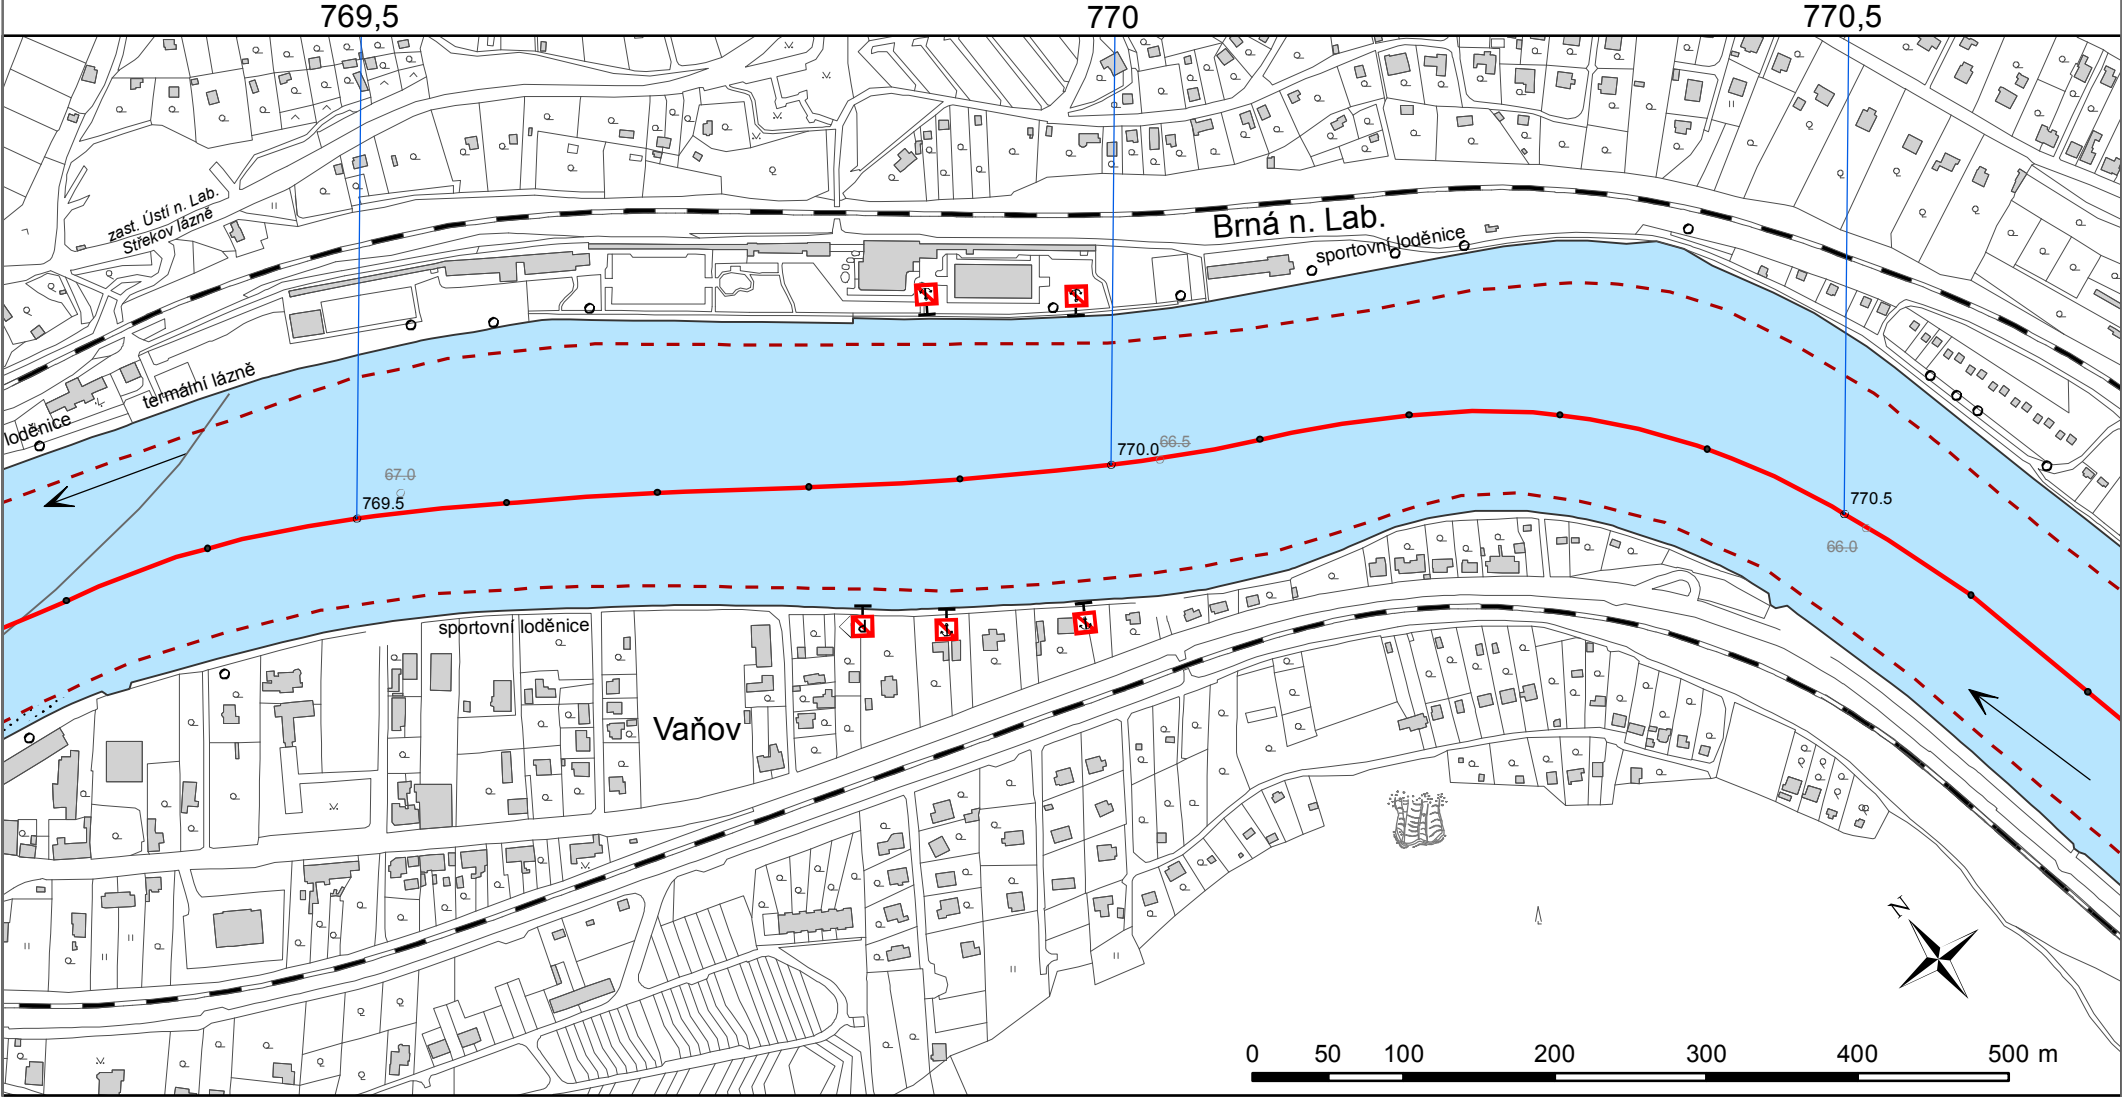 769,5
770
770,5
zast. Ústí n. Lab.
Střekov lázně
Brná n. Lab.
sportovní loděnice
termální lázně
loděnice
770.0
66.5
67.0
769.5
770.5
66.0
sportovní loděnice
Vaňov
N
0 50 100 200 300 400 500 m